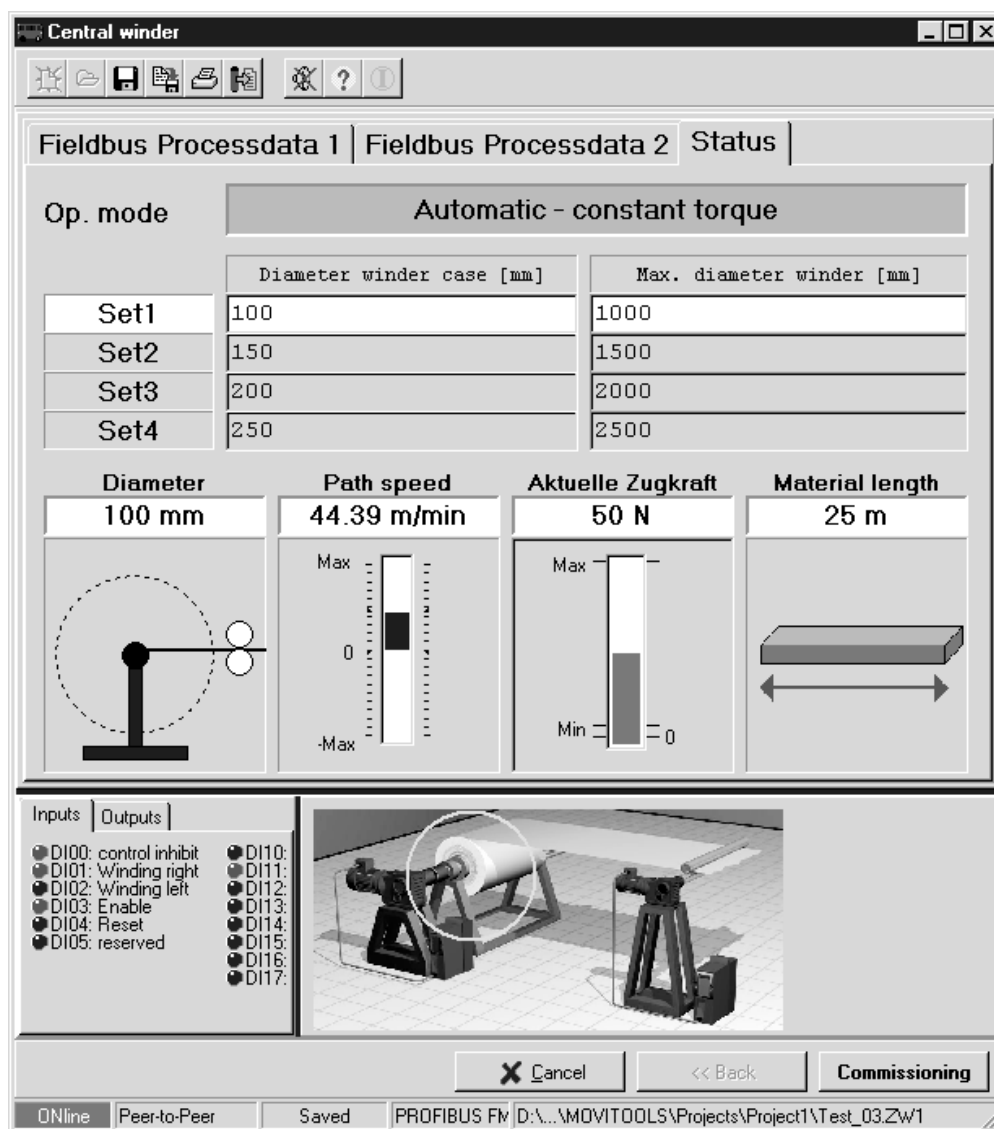 Central winder
Fieldbus Processdata 1 Fieldbus Processdata 2 Status
Op. mode Automatic - constant torque
Diameter winder case [mm] Max. diameter winder [mm]
Set1 100 1000
Set2 150 1500
Set3 200 2000
Set4 250 2500
Diameter Path speed Aktuelle Zugkraft Material length
100 mm 44.39 m/min 50 N 25 m
Max Max
0
Min 0
-Max
Inputs Outputs
DI00: control inhibit DI10:
DI01: Winding right DI11:
DI02: Winding left DI12:
DI03: Enable DI13:
DI04: Reset DI14:
DI05: reserved DI15:
DI16:
DI17:
Cancel << Back Commissioning
ONline Peer-to-Peer Saved PROFIBUS FM D:\...\MOVITOOLS\Projects\Project1\Test_03.ZW1